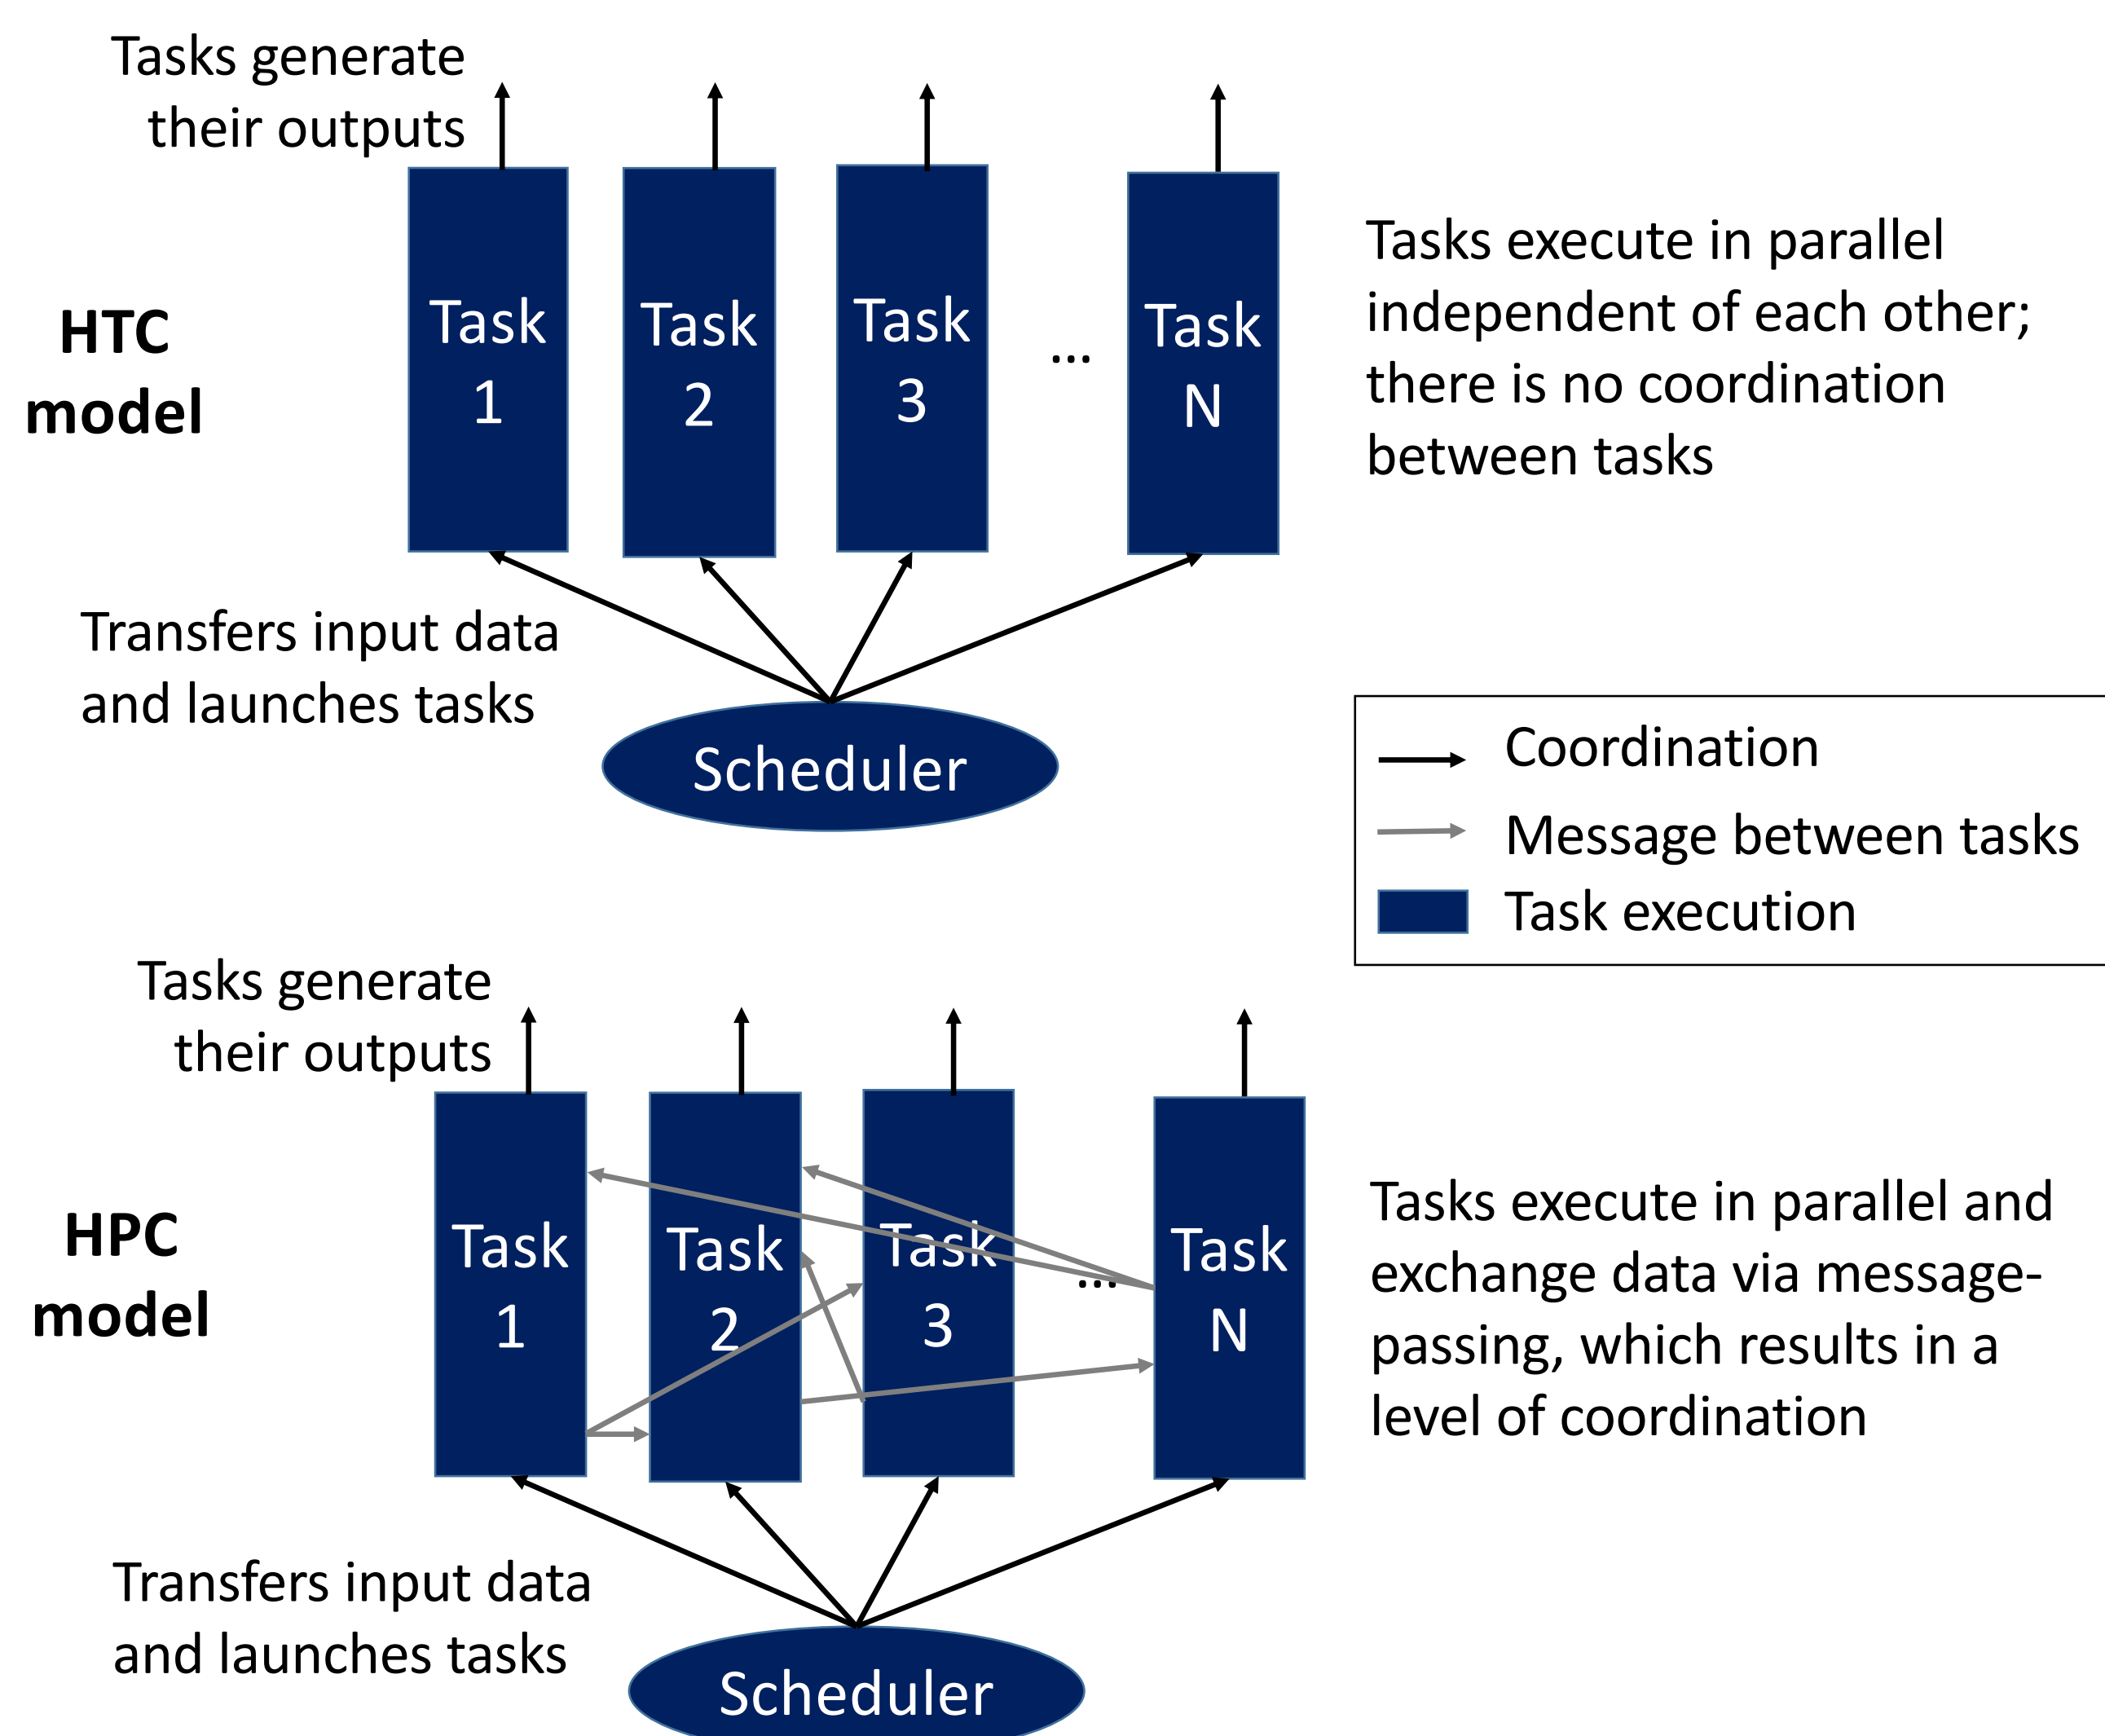 Tasks generate
their outputs
HTC
model
Task
1
Task
2
Task
3
...
Task
N
Tasks execute in parallel
independent of each other;
there is no coordination
between tasks
Transfers input data
and launches tasks
Scheduler
Coordination
Message between tasks
Task execution
Tasks generate
their outputs
HPC
model
Task
1
Task
2
Task
3
...
Task
N
Tasks execute in parallel and
exchange data via message-
passing, which results in a
level of coordination
Transfers input data
and launches tasks
Scheduler